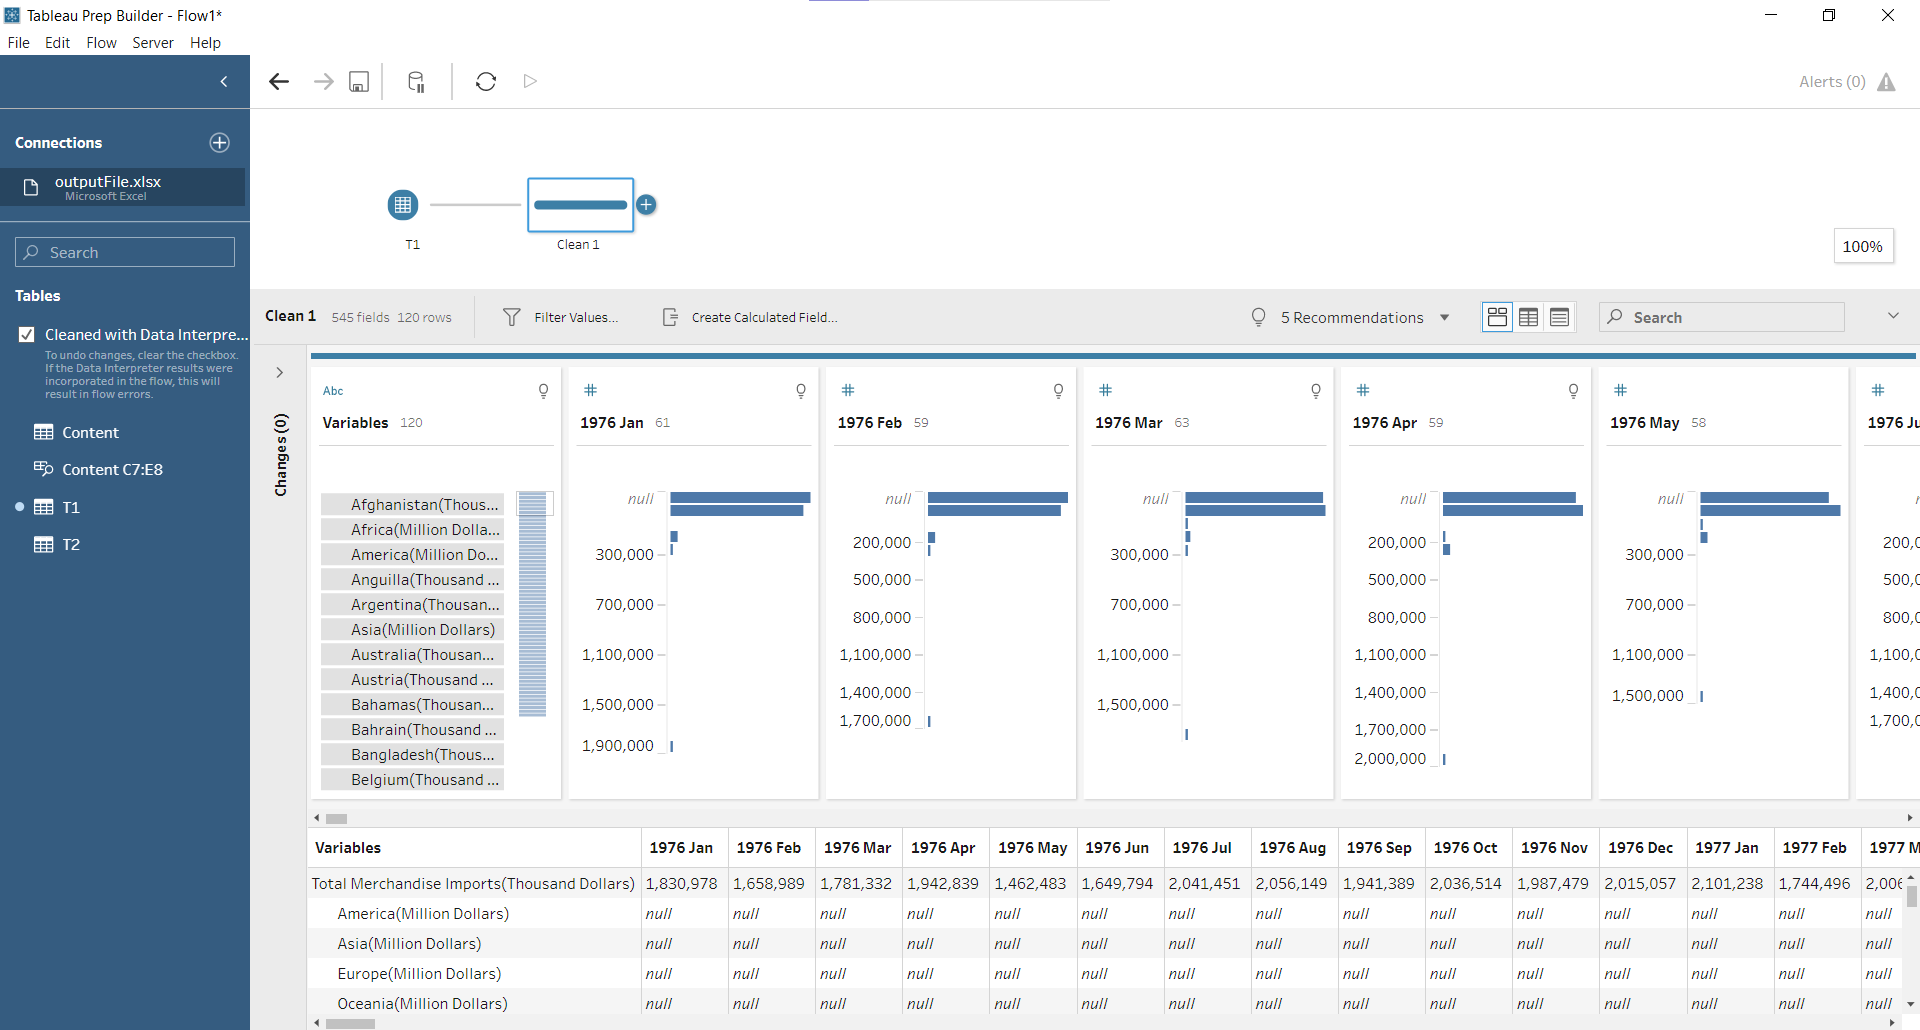 Tableau Prep Builder - Flow1*
File Edit Flow Server Help
Alerts (0)
Connections
outputFile.xlsx
Microsoft Excel
Search
Tables
Cleaned with Data Interpre...
To undo changes, clear the checkbox.
If the Data Interpreter results were
incorporated in the flow, this will
result in flow errors.
Content
Content C7:E8
T1
T2
T1
Clean 1
100%
Clean 1 545 fields 120 rows Filter Values... Create Calculated Field... 5 Recommendations Search
Changes (0)
Abc
Variables 120
Afghanistan(Thous...
Africa(Million Dolla...
America(Million Do...
Anguilla(Thousand ...
Argentina(Thousan...
Asia(Million Dollars)
Australia(Thousan...
Austria(Thousand ...
Bahamas(Thousan...
Bahrain(Thousand ...
Bangladesh(Thous...
Belgium(Thousand ...
#
1976 Jan 61
null
300,000
700,000
1,100,000
1,500,000
1,900,000
#
1976 Feb 59
null
200,000
500,000
800,000
1,100,000
1,400,000
1,700,000
#
1976 Mar 63
null
300,000
700,000
1,100,000
1,500,000
#
1976 Apr 59
null
200,000
500,000
800,000
1,100,000
1,400,000
1,700,000
2,000,000
#
1976 May 58
null
300,000
700,000
1,100,000
1,500,000
#
1976 Ju
n
200,0
500,0
800,0
1,100,0
1,400,0
1,700,0
Variables 1976 Jan 1976 Feb 1976 Mar 1976 Apr 1976 May 1976 Jun 1976 Jul 1976 Aug 1976 Sep 1976 Oct 1976 Nov 1976 Dec 1977 Jan 1977 Feb 1977 M
Total Merchandise Imports(Thousand Dollars) 1,830,978 1,658,989 1,781,332 1,942,839 1,462,483 1,649,794 2,041,451 2,056,149 1,941,389 2,036,514 1,987,479 2,015,057 2,101,238 1,744,496 2,006
America(Million Dollars) null null null null null null null null null null null null null null null
Asia(Million Dollars) null null null null null null null null null null null null null null null
Europe(Million Dollars) null null null null null null null null null null null null null null null
Oceania(Million Dollars) null null null null null null null null null null null null null null null